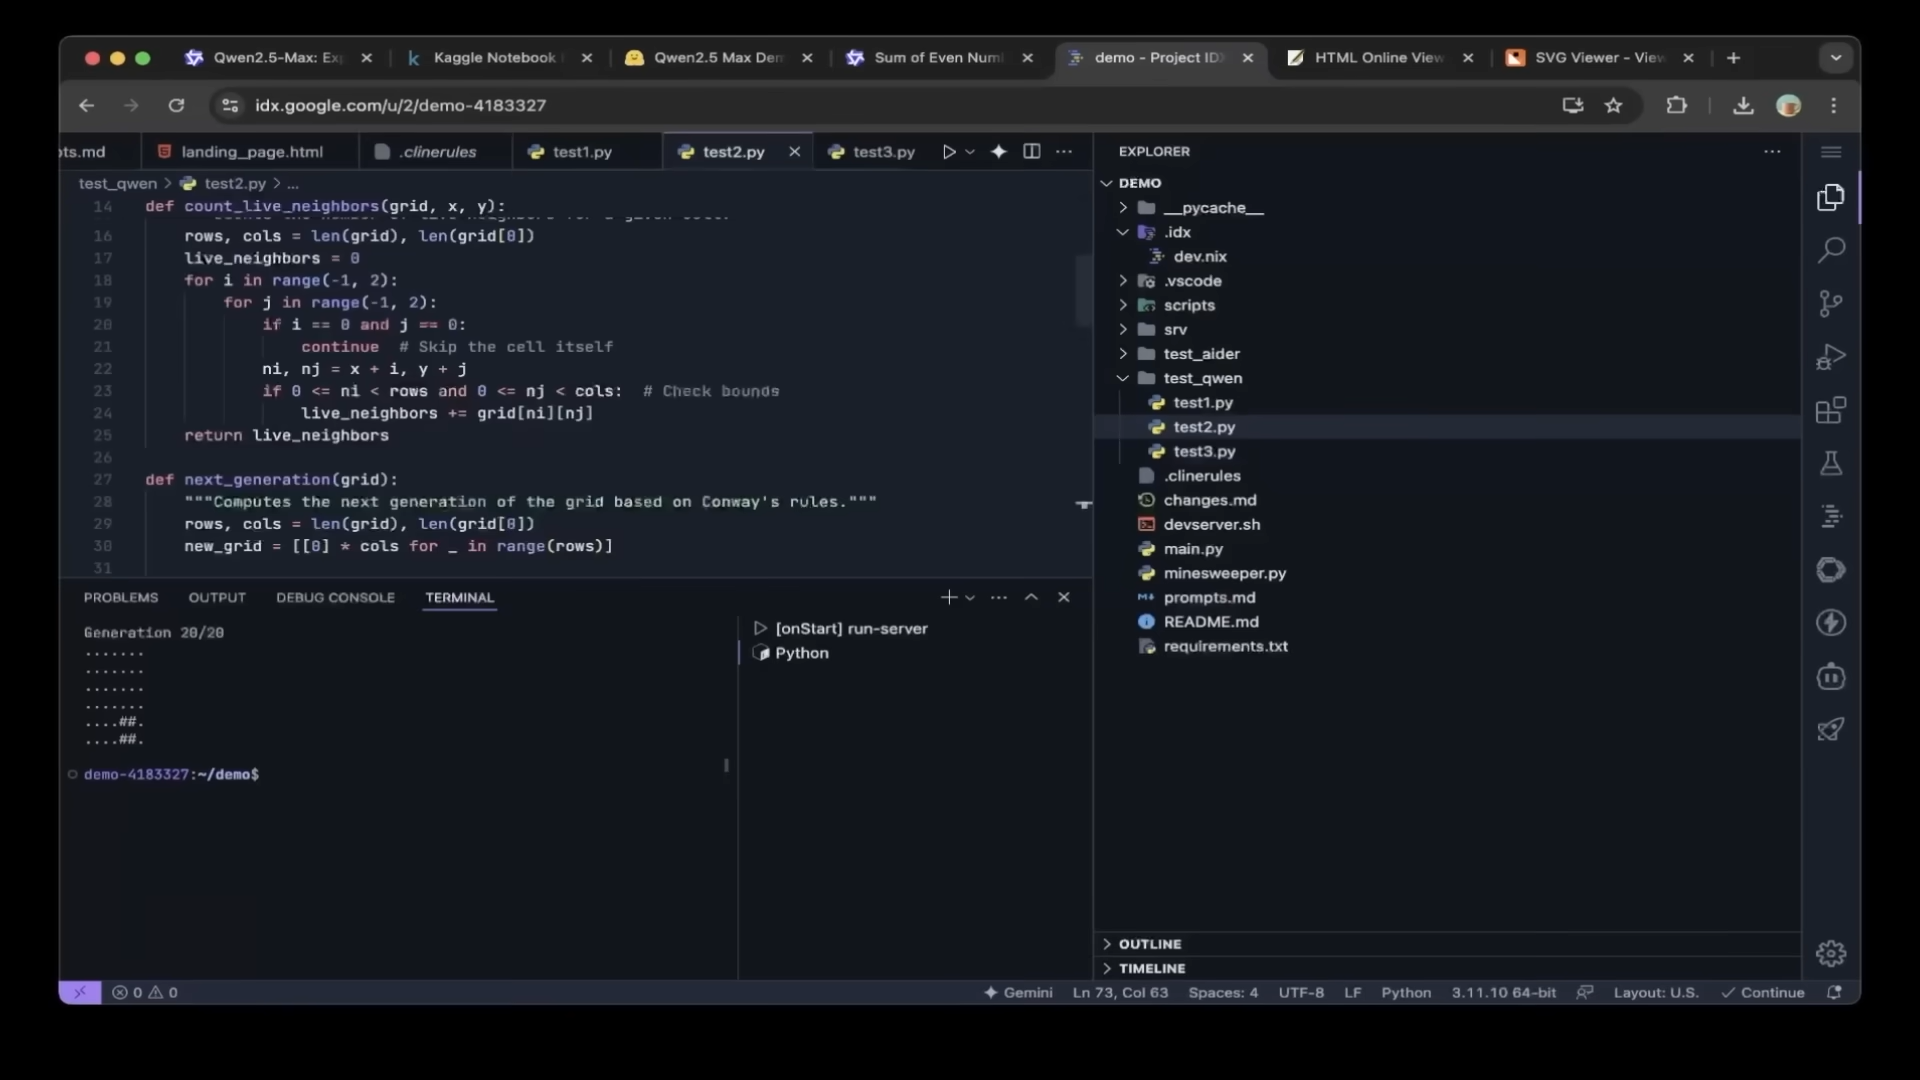 Qwen2.5-Max: Ex
Kaggle Notebook
Qwen2.5 Max Dem
Sum of Even Num
demo - Project IDX
HTML Online View
SVG Viewer - View
idx.google.com/u/2/demo-4183327
ts.md
landing_page.html
.clinerules
test1.py
test2.py
test3.py
test_qwen > test2.py > ...
14 def count_live_neighbors(grid, x, y):
16 rows, cols = len(grid), len(grid[0])
17 live_neighbors = 0
18 for i in range(-1, 2):
19 for j in range(-1, 2):
20 if i == 0 and j == 0:
21 continue # Skip the cell itself
22 ni, nj = x + i, y + j
23 if 0 <= ni < rows and 0 <= nj < cols: # Check bounds
24 live_neighbors += grid[ni][nj]
25 return live_neighbors
26
27 def next_generation(grid):
28 """Computes the next generation of the grid based on Conway's rules."""
29 rows, cols = len(grid), len(grid[0])
30 new_grid = [[0] * cols for _ in range(rows)]
31
PROBLEMS
OUTPUT
DEBUG CONSOLE
TERMINAL
Generation 20/20
.......
.......
.......
.......
....##.
....##.
demo-4183327:~/demo$
[onStart] run-server
Python
EXPLORER
DEMO
__pycache__
.idx
dev.nix
.vscode
scripts
srv
test_aider
test_qwen
test1.py
test2.py
test3.py
.clinerules
changes.md
devserver.sh
main.py
minesweeper.py
prompts.md
README.md
requirements.txt
OUTLINE
TIMELINE
0 0
Gemini
Ln 73, Col 63
Spaces: 4
UTF-8
LF
Python
3.11.10 64-bit
Layout: U.S.
Continue